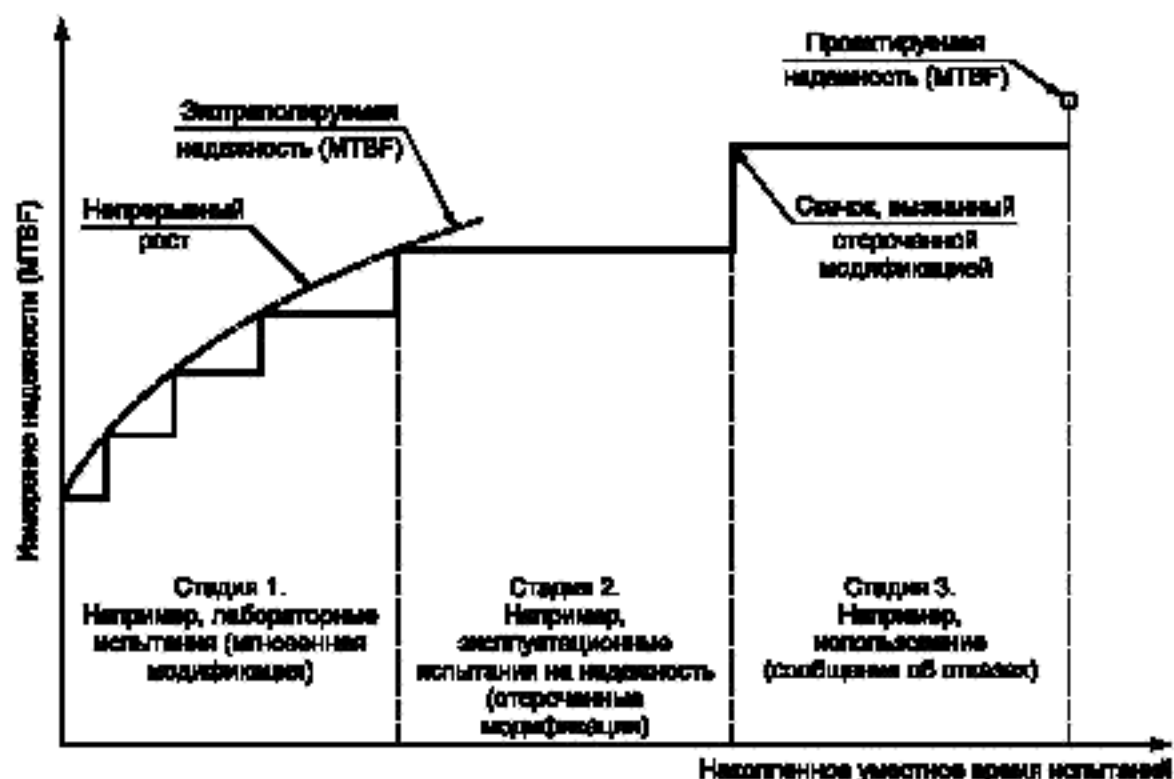 Проектируемая
надежность (MTBF)
Экстраполируемая
надежность (MTBF)
Непрерывный
рост
Скачок, вызванный
отсроченной
модификацией
Измерение надежности (MTBF)
Стадия 1.
Например, лабораторные
испытания (мгновенная
модификация)
Стадия 2.
Например,
эксплуатационные
испытания на надежность
(отсроченные
модификации)
Стадия 3.
Например,
использование
(сообщение об отказах)
Накопленное уместное время испытаний